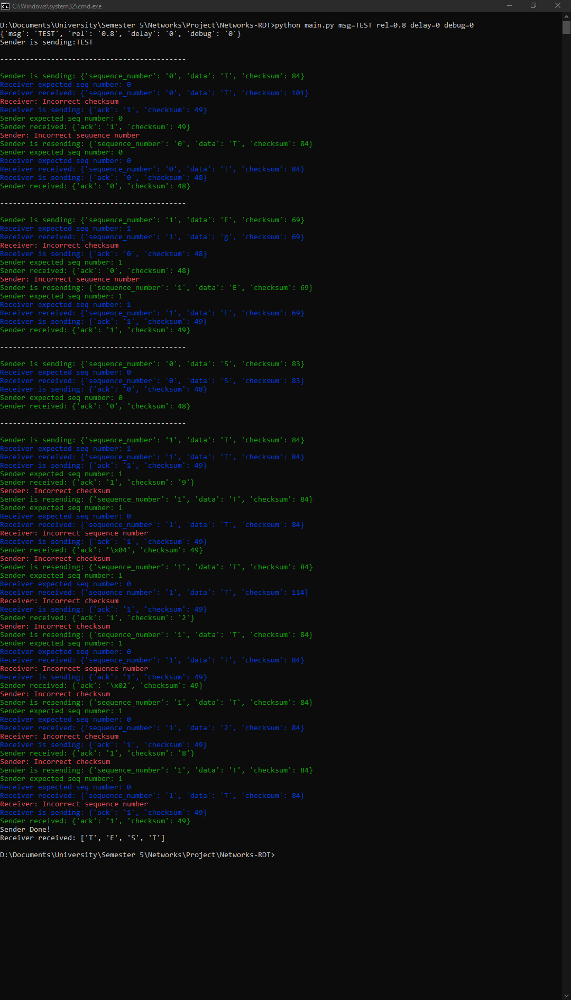 C:\Windows\system32\cmd.exe
D:\Documents\University\Semester 5\Networks\Project\Networks-RDT>python main.py msg=TEST rel=0.8 delay=0 debug=0
{'msg': 'TEST', 'rel': '0.8', 'delay': '0', 'debug': '0'}
Sender is sending:TEST
--------------------------------------------
Sender is sending: {'sequence_number': '0', 'data': 'T', 'checksum': 84}
Receiver expected seq number: 0
Receiver received: {'sequence_number': '0', 'data': 'T', 'checksum': 101}
Receiver: Incorrect checksum
Receiver is sending: {'ack': '1', 'checksum': 49}
Sender expected seq number: 0
Sender received: {'ack': '1', 'checksum': 49}
Sender: Incorrect sequence number
Sender is resending: {'sequence_number': '0', 'data': 'T', 'checksum': 84}
Sender expected seq number: 0
Receiver expected seq number: 0
Receiver received: {'sequence_number': '0', 'data': 'T', 'checksum': 84}
Receiver is sending: {'ack': '0', 'checksum': 48}
Sender received: {'ack': '0', 'checksum': 48}
--------------------------------------------
Sender is sending: {'sequence_number': '1', 'data': 'E', 'checksum': 69}
Receiver expected seq number: 1
Receiver received: {'sequence_number': '1', 'data': 'g', 'checksum': 69}
Receiver: Incorrect checksum
Receiver is sending: {'ack': '0', 'checksum': 48}
Sender expected seq number: 1
Sender received: {'ack': '0', 'checksum': 48}
Sender: Incorrect sequence number
Sender is resending: {'sequence_number': '1', 'data': 'E', 'checksum': 69}
Sender expected seq number: 1
Receiver expected seq number: 1
Receiver received: {'sequence_number': '1', 'data': 'E', 'checksum': 69}
Receiver is sending: {'ack': '1', 'checksum': 49}
Sender received: {'ack': '1', 'checksum': 49}
--------------------------------------------
Sender is sending: {'sequence_number': '0', 'data': 'S', 'checksum': 83}
Receiver expected seq number: 0
Receiver received: {'sequence_number': '0', 'data': 'S', 'checksum': 83}
Receiver is sending: {'ack': '0', 'checksum': 48}
Sender expected seq number: 0
Sender received: {'ack': '0', 'checksum': 48}
--------------------------------------------
Sender is sending: {'sequence_number': '1', 'data': 'T', 'checksum': 84}
Receiver expected seq number: 1
Receiver received: {'sequence_number': '1', 'data': 'T', 'checksum': 84}
Receiver is sending: {'ack': '1', 'checksum': 49}
Sender expected seq number: 1
Sender received: {'ack': '1', 'checksum': '9'}
Sender: Incorrect checksum
Sender is resending: {'sequence_number': '1', 'data': 'T', 'checksum': 84}
Sender expected seq number: 1
Receiver expected seq number: 0
Receiver received: {'sequence_number': '1', 'data': 'T', 'checksum': 84}
Receiver: Incorrect sequence number
Receiver is sending: {'ack': '1', 'checksum': 49}
Sender received: {'ack': '\x04', 'checksum': 49}
Sender: Incorrect checksum
Sender is resending: {'sequence_number': '1', 'data': 'T', 'checksum': 84}
Sender expected seq number: 1
Receiver expected seq number: 0
Receiver received: {'sequence_number': '1', 'data': 'T', 'checksum': 114}
Receiver: Incorrect checksum
Receiver is sending: {'ack': '1', 'checksum': 49}
Sender received: {'ack': '1', 'checksum': '2'}
Sender: Incorrect checksum
Sender is resending: {'sequence_number': '1', 'data': 'T', 'checksum': 84}
Sender expected seq number: 1
Receiver expected seq number: 0
Receiver received: {'sequence_number': '1', 'data': 'T', 'checksum': 84}
Receiver: Incorrect sequence number
Receiver is sending: {'ack': '1', 'checksum': 49}
Sender received: {'ack': '\x02', 'checksum': 49}
Sender: Incorrect checksum
Sender is resending: {'sequence_number': '1', 'data': 'T', 'checksum': 84}
Sender expected seq number: 1
Receiver expected seq number: 0
Receiver received: {'sequence_number': '1', 'data': '2', 'checksum': 84}
Receiver: Incorrect checksum
Receiver is sending: {'ack': '1', 'checksum': 49}
Sender received: {'ack': '1', 'checksum': '8'}
Sender: Incorrect checksum
Sender is resending: {'sequence_number': '1', 'data': 'T', 'checksum': 84}
Sender expected seq number: 1
Receiver expected seq number: 0
Receiver received: {'sequence_number': '1', 'data': 'T', 'checksum': 84}
Receiver: Incorrect sequence number
Receiver is sending: {'ack': '1', 'checksum': 49}
Sender received: {'ack': '1', 'checksum': 49}
Sender Done!
Receiver received: ['T', 'E', 'S', 'T']
D:\Documents\University\Semester 5\Networks\Project\Networks-RDT>